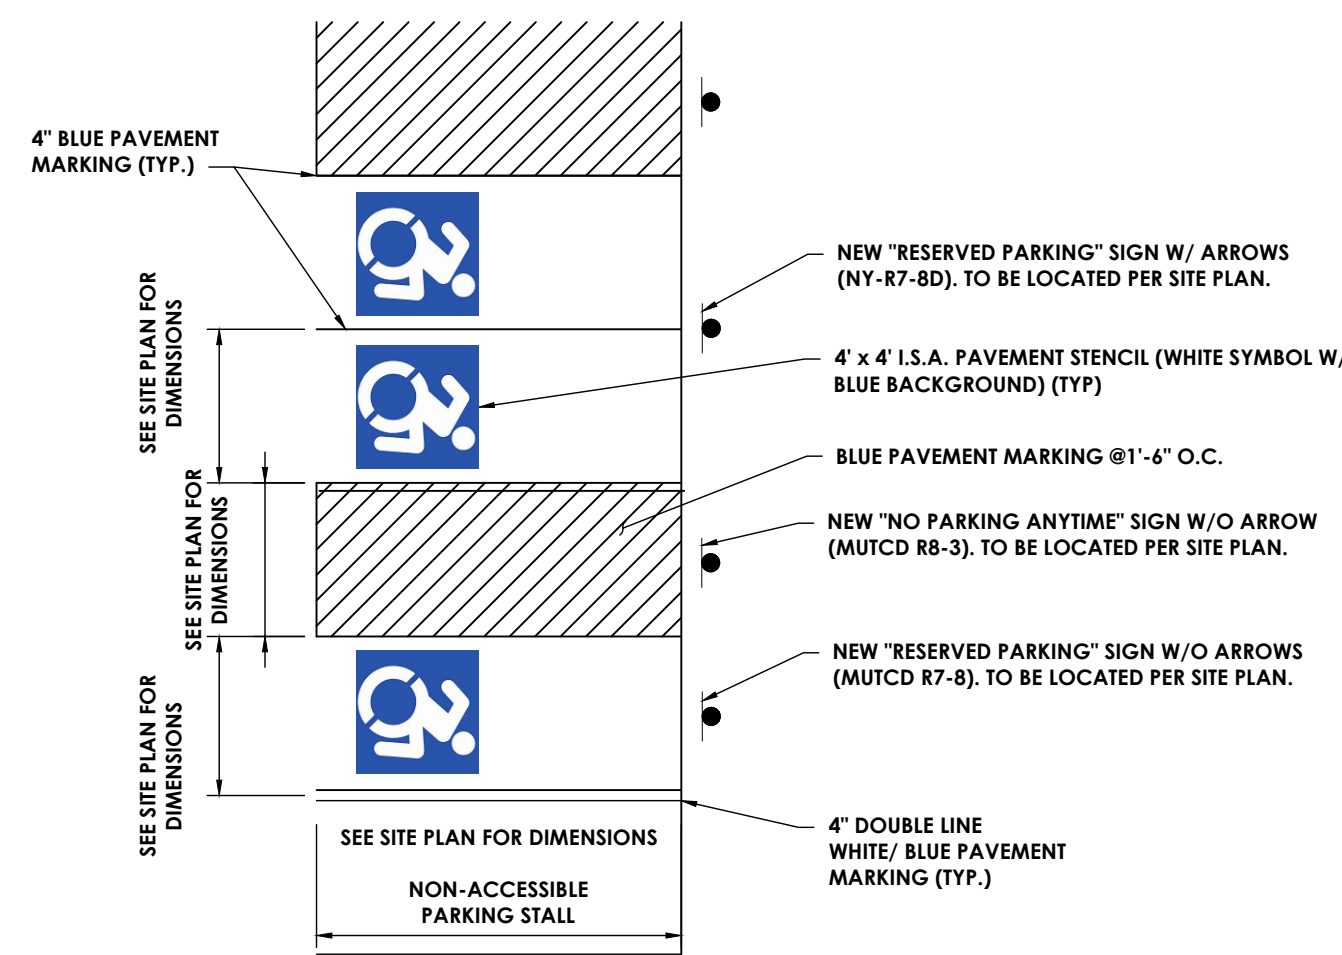 4" BLUE PAVEMENT
MARKING (TYP.)
SEE SITE PLAN FOR
DIMENSIONS
SEE SITE PLAN FOR
DIMENSIONS
SEE SITE PLAN FOR
DIMENSIONS
NEW "RESERVED PARKING" SIGN W/ ARROWS
(NY-R7-8D). TO BE LOCATED PER SITE PLAN.
4' x 4' I.S.A. PAVEMENT STENCIL (WHITE SYMBOL W/
BLUE BACKGROUND) (TYP)
BLUE PAVEMENT MARKING @1'-6" O.C.
NEW "NO PARKING ANYTIME" SIGN W/O ARROW
(MUTCD R8-3). TO BE LOCATED PER SITE PLAN.
NEW "RESERVED PARKING" SIGN W/O ARROWS
(MUTCD R7-8). TO BE LOCATED PER SITE PLAN.
4" DOUBLE LINE
WHITE/ BLUE PAVEMENT
MARKING (TYP.)
SEE SITE PLAN FOR DIMENSIONS
NON-ACCESSIBLE
PARKING STALL